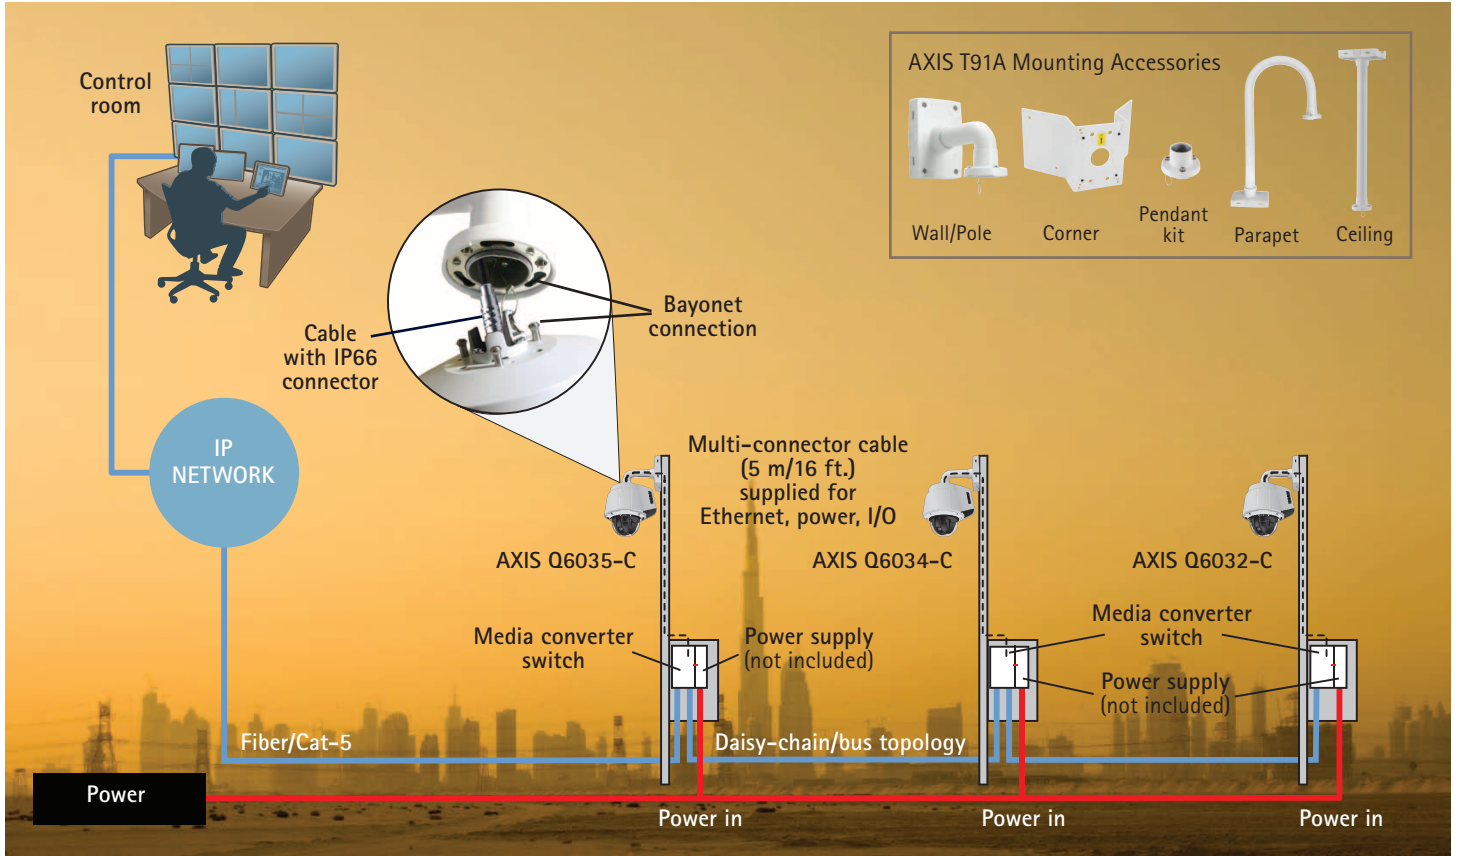 Control
room
AXIS T91A Mounting Accessories
Wall/Pole
Corner
Pendant
kit
Parapet
Ceiling
Bayonet
connection
Cable
with IP66
connector
IP
NETWORK
Multi-connector cable
(5 m/16 ft.)
supplied for
Ethernet, power, I/O
AXIS Q6035-C
AXIS Q6034-C
AXIS Q6032-C
Media converter
switch
Power supply
(not included)
Media converter
switch
Power supply
(not included)
Fiber/Cat-5
Daisy-chain/bus topology
Power
Power in
Power in
Power in